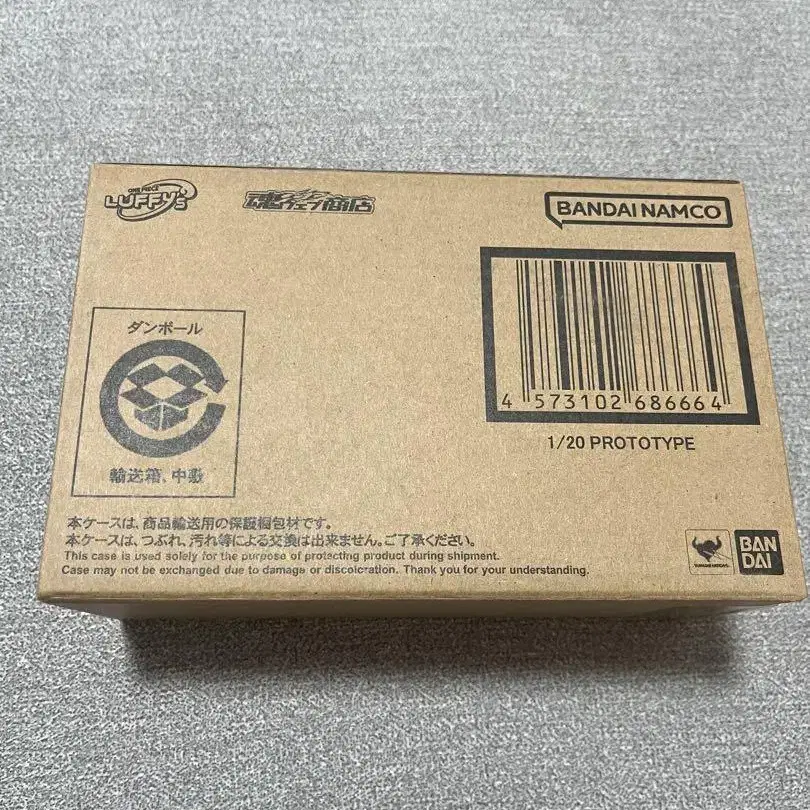 ONE PIECE
LUFFY's
魂ウェブ商店
BANDAI NAMCO
ダンボール
輸送箱、中敷
4 573102 686664
1/20 PROTOTYPE
本ケースは、商品輸送用の保護梱包材です。
本ケースは、つぶれ、汚れ等による交換は出来ません。ご了承ください。
This case is used solely for the purpose of protecting product during shipment.
Case may not be exchanged due to damage or discolcration. Thank you for your understanding.
BAN
DAI